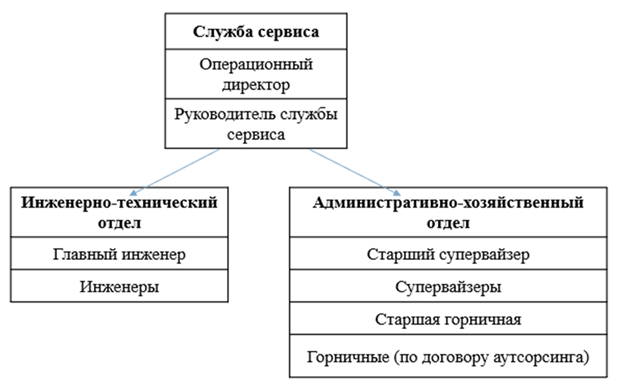 Служба сервиса
Операционный
директор
Руководитель службы
сервиса
Инженерно-технический
отдел
Главный инженер
Инженеры
Административно-хозяйственный
отдел
Старший супервайзер
Супервайзеры
Старшая горничная
Горничные (по договору аутсорсинга)